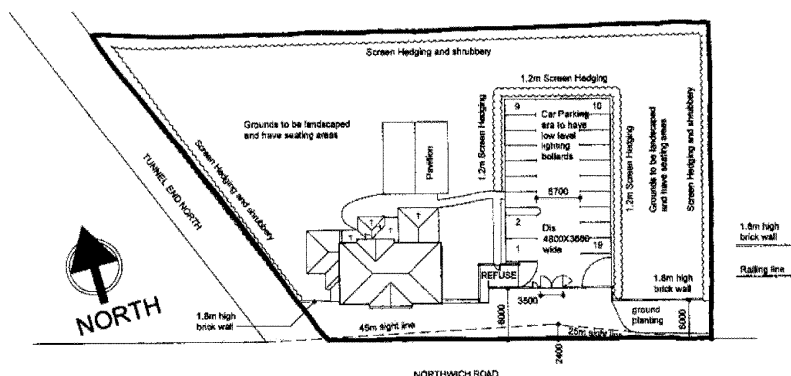 Screen Hedging and shrubbery
1.2m Screen Hedging
9
10
Car Parking
era to have
low level
lighting
bollards
Grounds to be landscaped
and have seating areas
1.2m Screen Hedging
1.2m Screen Hedging
Grounds to be landscaped
and have seating areas
Screen Hedging and shrubbery
Screen Hedging and shrubbery
TUNNEL END NORTH
Pavilion
6700
2
Dis
4800X3600
wide
1
19
REFUSE
1.8m high
brick wall
1.8m high
brick wall
Railing line
NORTH
1.8m high
brick wall
3500
6000
ground
planting
6000
45m sight line
25m sight line
2400
NORTHWICH ROAD